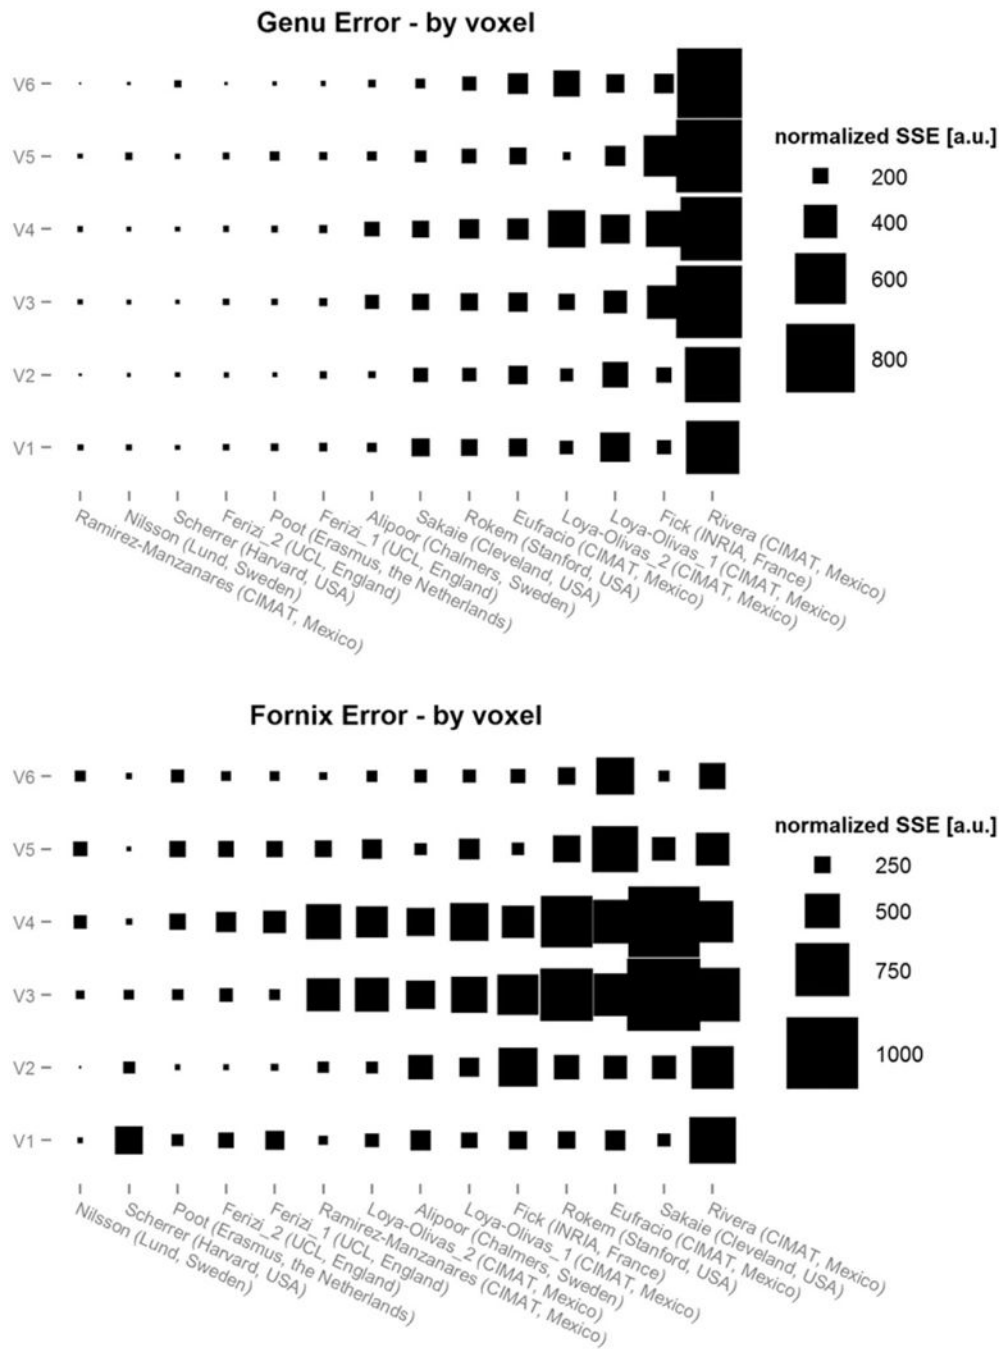 Genu Error - by voxel
V6
V5
V4
V3
V2
V1
normalized SSE [a.u.]
200
400
600
800
Ramirez-Manzanares (CIMAT, Mexico)
Nilsson (Lund, Sweden)
Scherrer (Harvard, USA)
Ferizi_2 (UCL, England)
Poot (Erasmus, the Netherlands)
Ferizi_1 (UCL, England)
Alipoor (Chalmers, Sweden)
Sakaie (Cleveland, USA)
Rokem (Stanford, USA)
Eufracio (CIMAT, Mexico)
Loya-Olivas_2 (CIMAT, Mexico)
Loya-Olivas_1 (CIMAT, Mexico)
Fick (INRIA, France)
Rivera (CIMAT, Mexico)
Fornix Error - by voxel
V6
V5
V4
V3
V2
V1
normalized SSE [a.u.]
250
500
750
1000
Nilsson (Lund, Sweden)
Scherrer (Harvard, USA)
Poot (Erasmus, the Netherlands)
Ferizi_2 (UCL, England)
Ferizi_1 (UCL, England)
Ramirez-Manzanares (CIMAT, Mexico)
Loya-Olivas_2 (CIMAT, Mexico)
Alipoor (Chalmers, Sweden)
Loya-Olivas_1 (CIMAT, Mexico)
Fick (INRIA, France)
Rokem (Stanford, USA)
Eufracio (CIMAT, Mexico)
Sakaie (Cleveland, USA)
Rivera (CIMAT, Mexico)